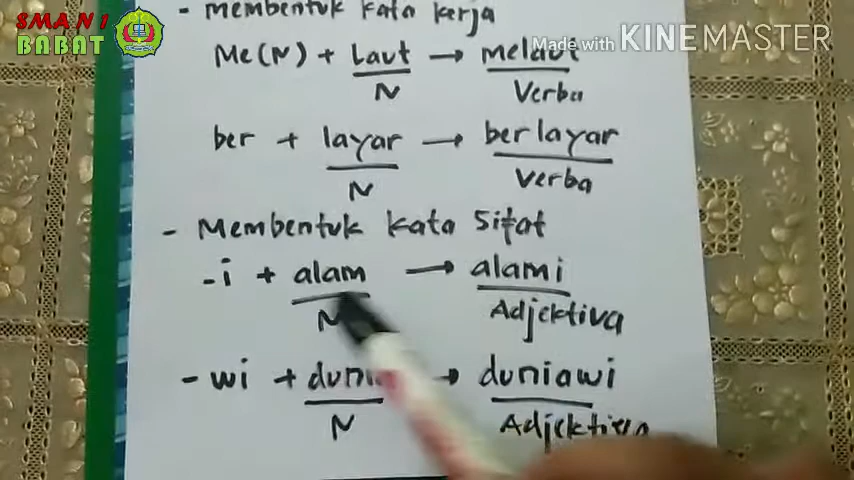 SMAN 1
BABAT
- Membentuk kata kerja
Made with KINEMASTER
Me(N) + Laut → melaut
N Verba
ber + layar → berlayar
N Verba
- Membentuk kata Sifat
-i + alam → alami
N Adjektiva
- wi + dunia → duniawi
N Adjektiva